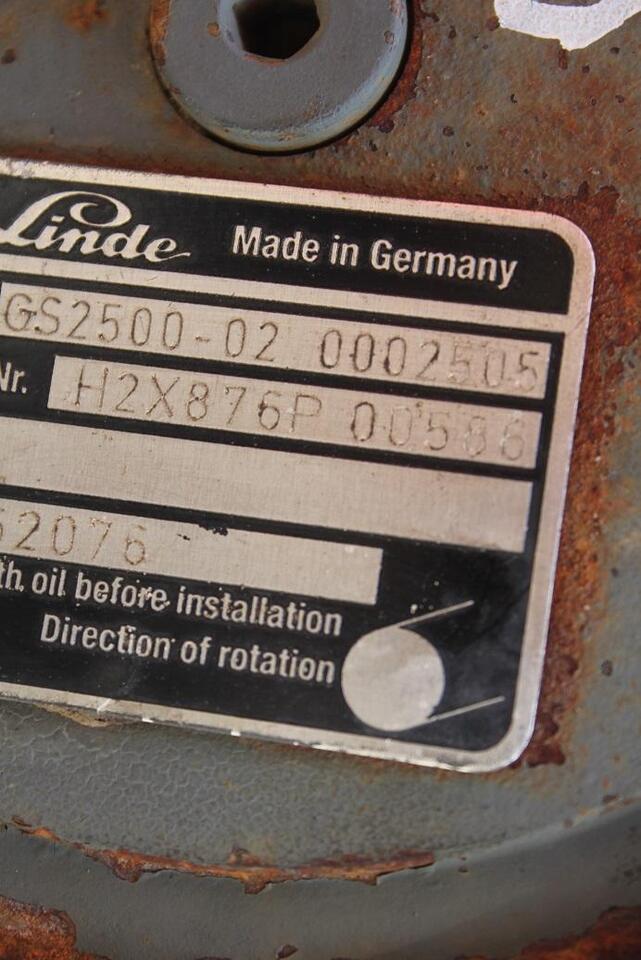 Linde Made in Germany
GS2500-02 0002505
Nr. H2X876P 00586
52076
th oil before installation
Direction of rotation